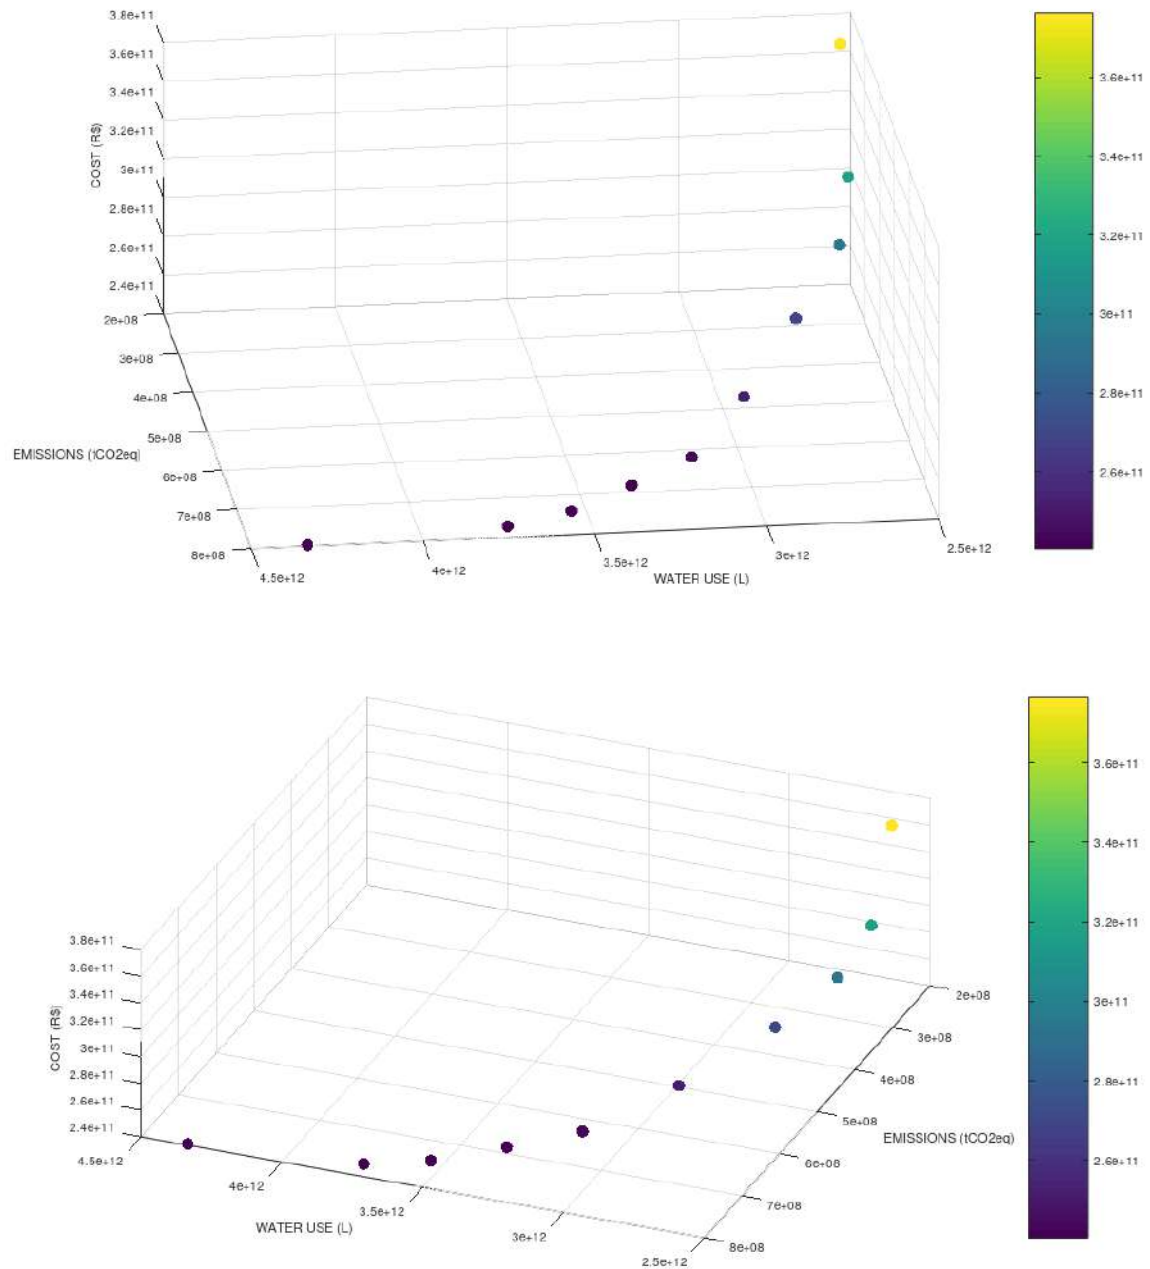 3.8e+11
3.6e+11
3.4e+11
3.2e+11
3e+11
2.8e+11
2.6e+11
2.4e+11
COST (R$)
2e+08
3e+08
4e+08
5e+08
6e+08
7e+08
8e+08
EMISSIONS (tCO2eq)
4.5e+12
4e+12
3.5e+12
3e+12
2.5e+12
WATER USE (L)
3.6e+11
3.4e+11
3.2e+11
3e+11
2.8e+11
2.6e+11
3.8e+11
3.6e+11
3.4e+11
3.2e+11
3e+11
2.8e+11
2.6e+11
2.4e+11
COST (R$)
4.5e+12
4e+12
3.5e+12
3e+12
2.5e+12
WATER USE (L)
2e+08
3e+08
4e+08
5e+08
6e+08
7e+08
8e+08
EMISSIONS (tCO2eq)
3.6e+11
3.4e+11
3.2e+11
3e+11
2.8e+11
2.6e+11